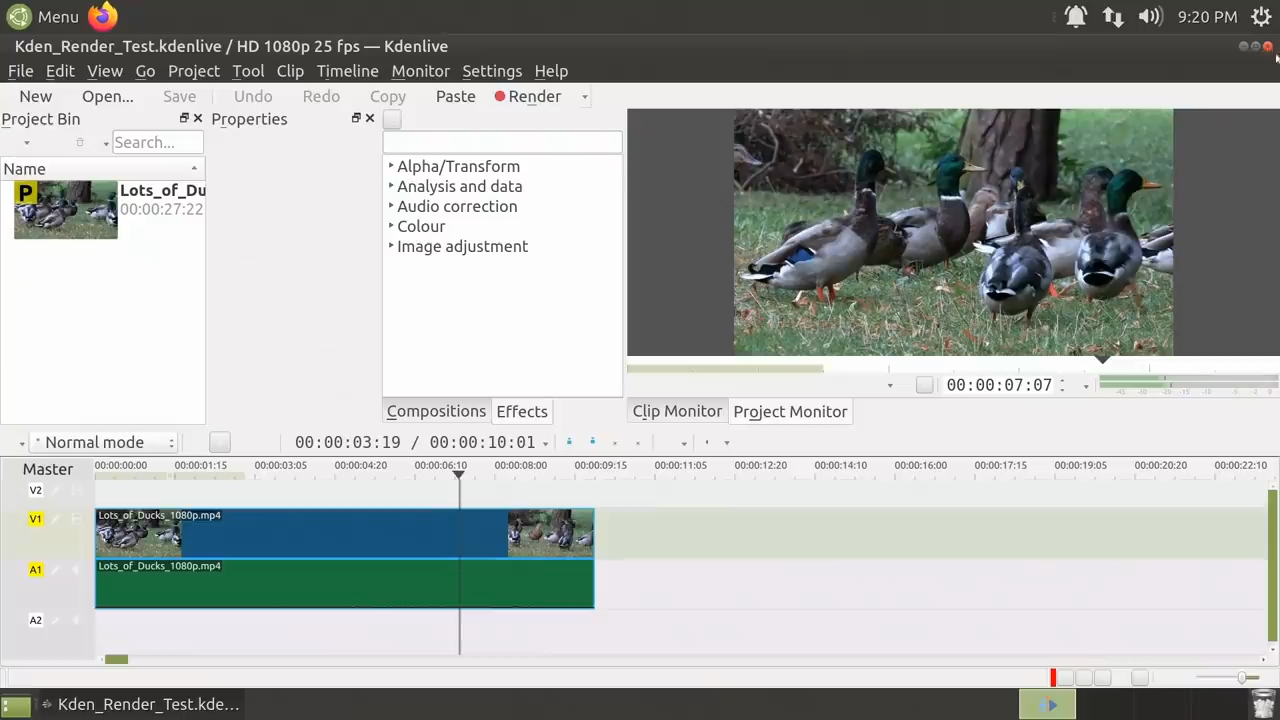 Menu
9:20 PM
Kden_Render_Test.kdenlive / HD 1080p 25 fps — Kdenlive
File Edit View Go Project Tool Clip Timeline Monitor Settings Help
New Open... Save Undo Redo Copy Paste Render
Project Bin
Properties
Search...
Name
P
Lots_of_Du
00:00:27:22
Alpha/Transform
Analysis and data
Audio correction
Colour
Image adjustment
Compositions Effects
00:00:07:07
Clip Monitor Project Monitor
Normal mode
00:00:03:19 / 00:00:10:01
Master
00:00:00:00 00:00:01:15 00:00:03:05 00:00:04:20 00:00:06:10 00:00:08:00 00:00:09:15 00:00:11:05 00:00:12:20 00:00:14:10 00:00:16:00 00:00:17:15 00:00:19:05 00:00:20:20 00:00:22:10
V2
V1
Lots_of_Ducks_1080p.mp4
A1
Lots_of_Ducks_1080p.mp4
A2
Kden_Render_Test.kde...